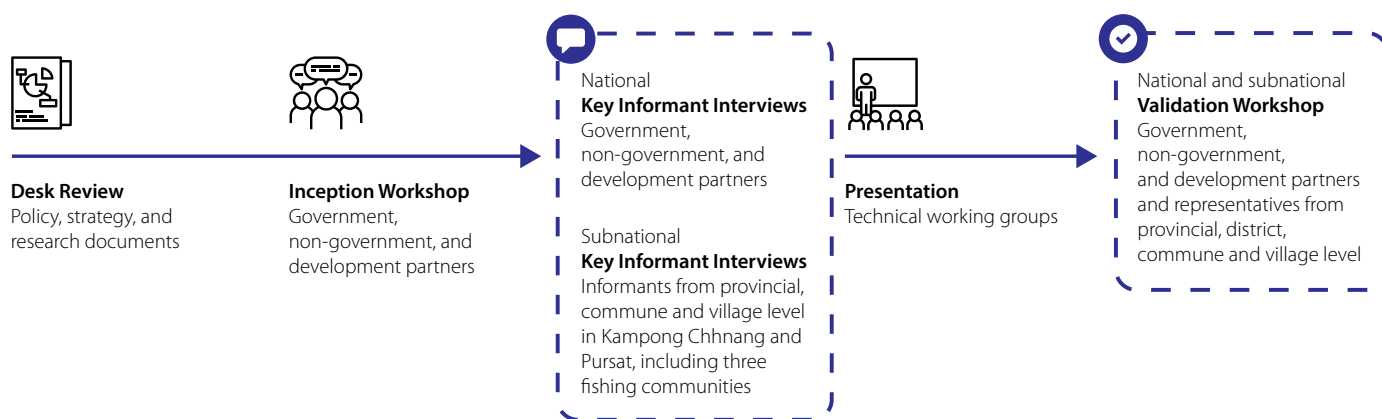 Desk Review
Policy, strategy, and
research documents
Inception Workshop
Government,
non-government, and
development partners
National
Key Informant Interviews
Government,
non-government, and
development partners
Subnational
Key Informant Interviews
Informants from provincial,
commune and village level
in Kampong Chhnang and
Pursat, including three
fishing communities
Presentation
Technical working groups
National and subnational
Validation Workshop
Government,
non-government,
and development partners
and representatives from
provincial, district,
commune and village level